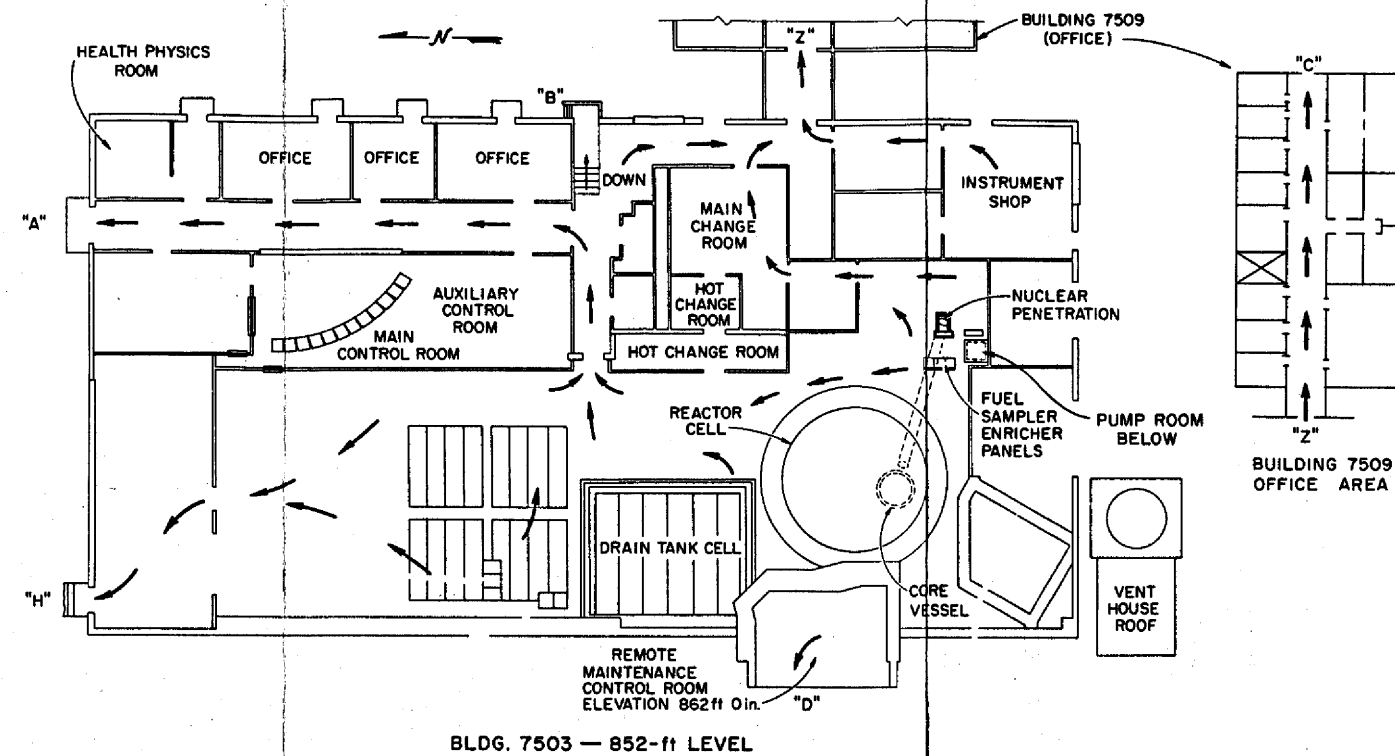 BUILDING 7509
(OFFICE)
"Z"
N
HEALTH PHYSICS
ROOM
"B"
"C"
OFFICE
OFFICE
OFFICE
DOWN
INSTRUMENT
SHOP
"A"
MAIN
CHANGE
ROOM
AUXILIARY
CONTROL
ROOM
HOT
CHANGE
ROOM
NUCLEAR
PENETRATION
MAIN
CONTROL ROOM
HOT CHANGE ROOM
REACTOR
CELL
FUEL
SAMPLER
ENRICHER
PANELS
PUMP ROOM
BELOW
"Z"
BUILDING 7509
OFFICE AREA
DRAIN TANK CELL
CORE
VESSEL
VENT
HOUSE
ROOF
"H"
REMOTE
MAINTENANCE
CONTROL ROOM
ELEVATION 862ft 0in.
"D"
BLDG. 7503 — 852-ft LEVEL